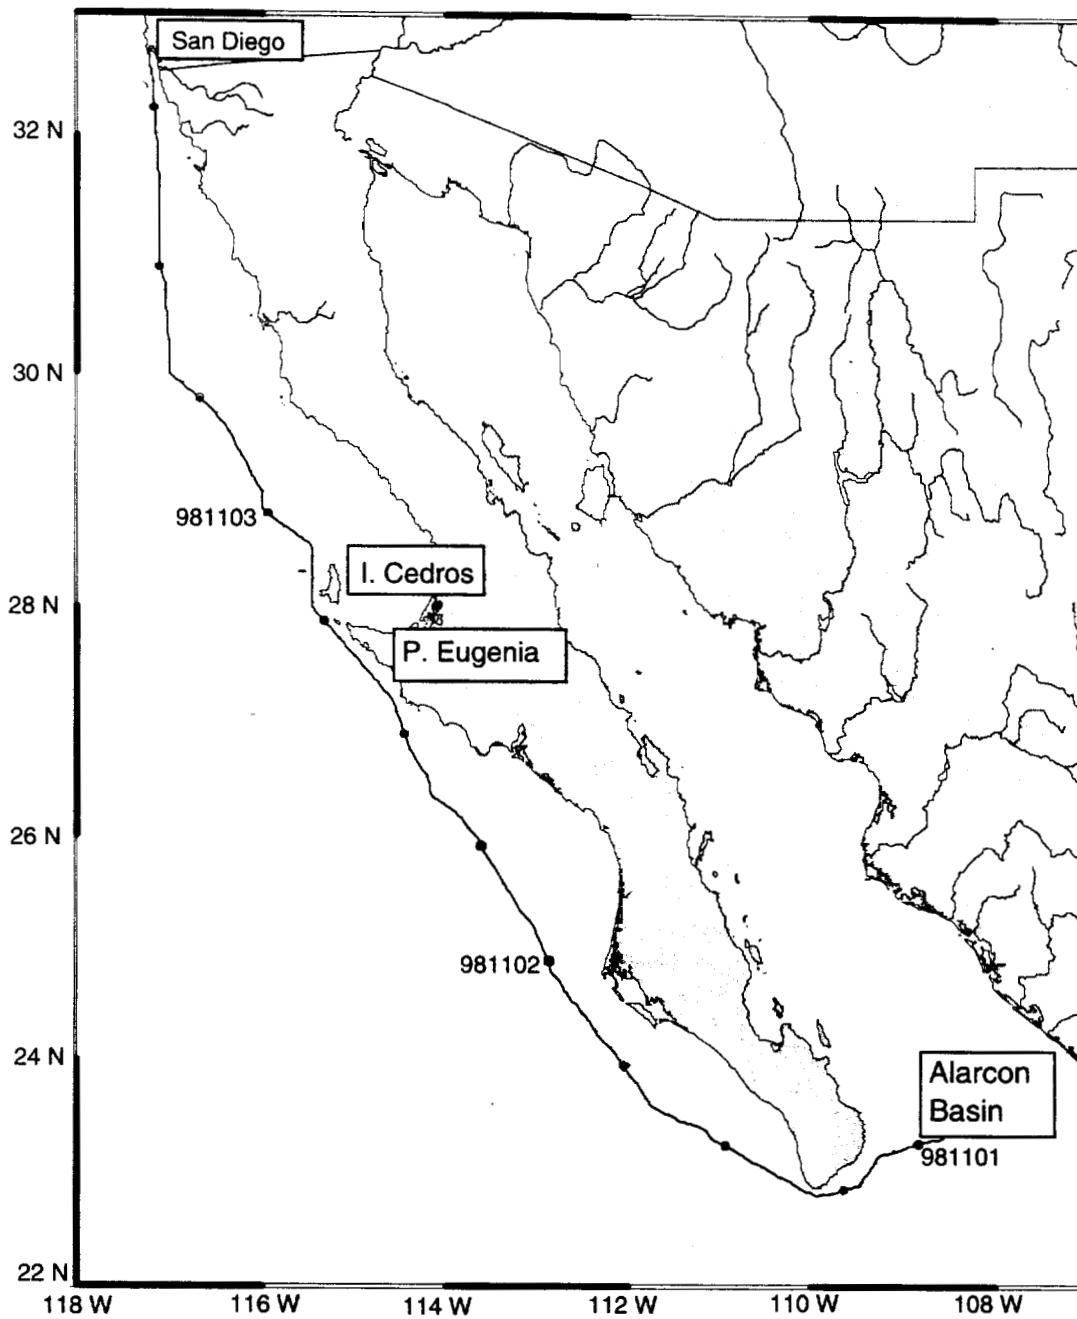 San Diego
32 N
30 N
981103
I. Cedros
28 N
P. Eugenia
26 N
981102
24 N
Alarcon
Basin
981101
22 N
118 W
116 W
114 W
112 W
110 W
108 W